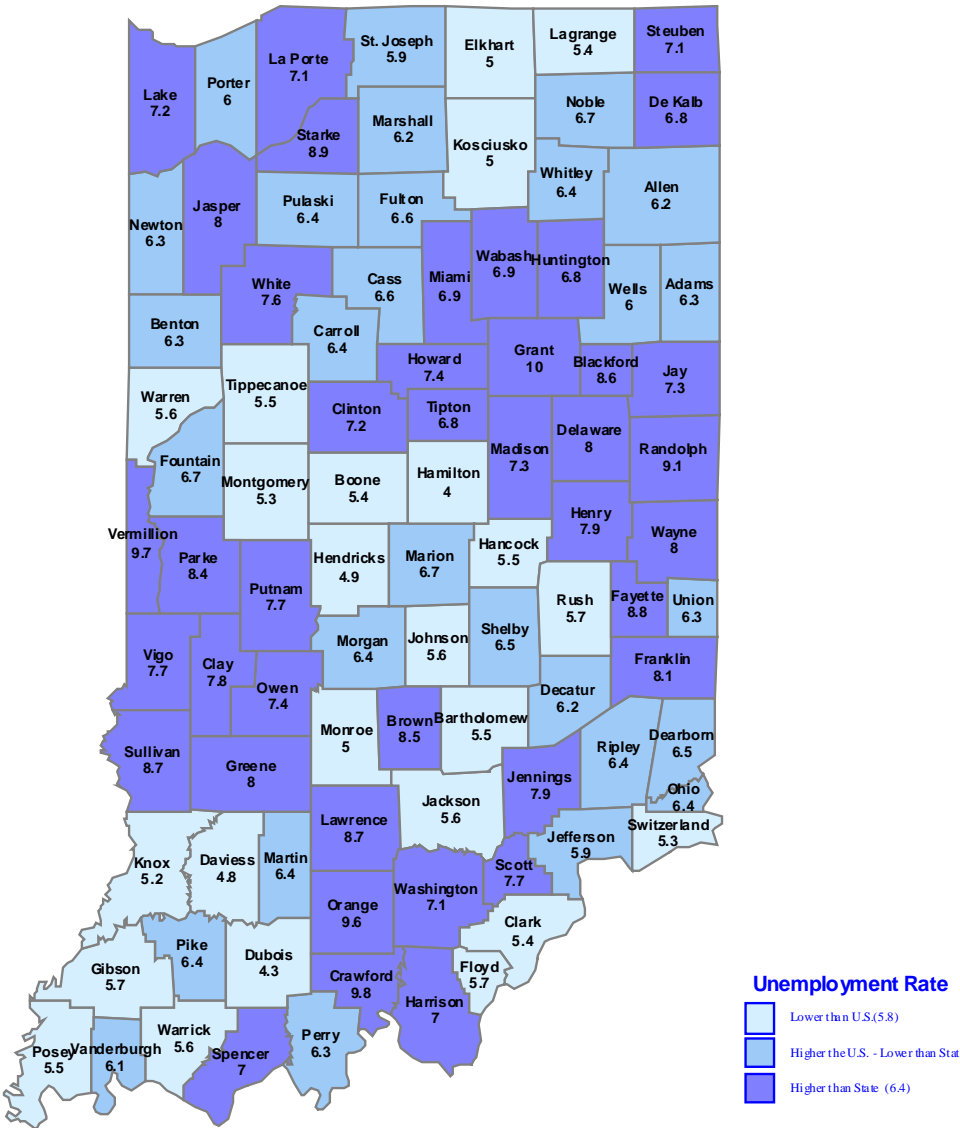 St. Joseph
5.9
Elkhart
5
Lagrange
5.4
Steuben
7.1
La Porte
7.1
Lake
7.2
Porter
6
Noble
6.7
De Kalb
6.8
Starke
8.9
Marshall
6.2
Kosciusko
5
Whitley
6.4
Allen
6.2
Newton
6.3
Jasper
8
Pulaski
6.4
Fulton
6.6
White
7.6
Cass
6.6
Miami
6.9
Wabash
6.9
Huntington
6.8
Wells
6
Adams
6.3
Benton
6.3
Carroll
6.4
Howard
7.4
Grant
10
Blackford
8.6
Jay
7.3
Warren
5.6
Tippecanoe
5.5
Clinton
7.2
Tipton
6.8
Madison
7.3
Delaware
8
Randolph
9.1
Fountain
6.7
Montgomery
5.3
Boone
5.4
Hamilton
4
Henry
7.9
Wayne
8
Vermillion
9.7
Parke
8.4
Putnam
7.7
Hendricks
4.9
Marion
6.7
Hancock
5.5
Rush
5.7
Fayette
8.8
Union
6.3
Vigo
7.7
Clay
7.8
Owen
7.4
Morgan
6.4
Johnson
5.6
Shelby
6.5
Decatur
6.2
Franklin
8.1
Sullivan
8.7
Greene
8
Monroe
5
Brown
8.5
Bartholomew
5.5
Jennings
7.9
Ripley
6.4
Dearborn
6.5
Ohio
6.4
Switzerland
5.3
Jefferson
5.9
Jackson
5.6
Lawrence
8.7
Knox
5.2
Daviess
4.8
Martin
6.4
Orange
9.6
Washington
7.1
Scott
7.7
Clark
5.4
Floyd
5.7
Gibson
5.7
Pike
6.4
Dubois
4.3
Crawford
9.8
Harrison
7
Posey
5.5
Vanderburgh
6.1
Warrick
5.6
Spencer
7
Perry
6.3
Unemployment Rate
Lower than U.S.(5.8)
Higher the U.S. - Lower than Stat
Higher than State (6.4)